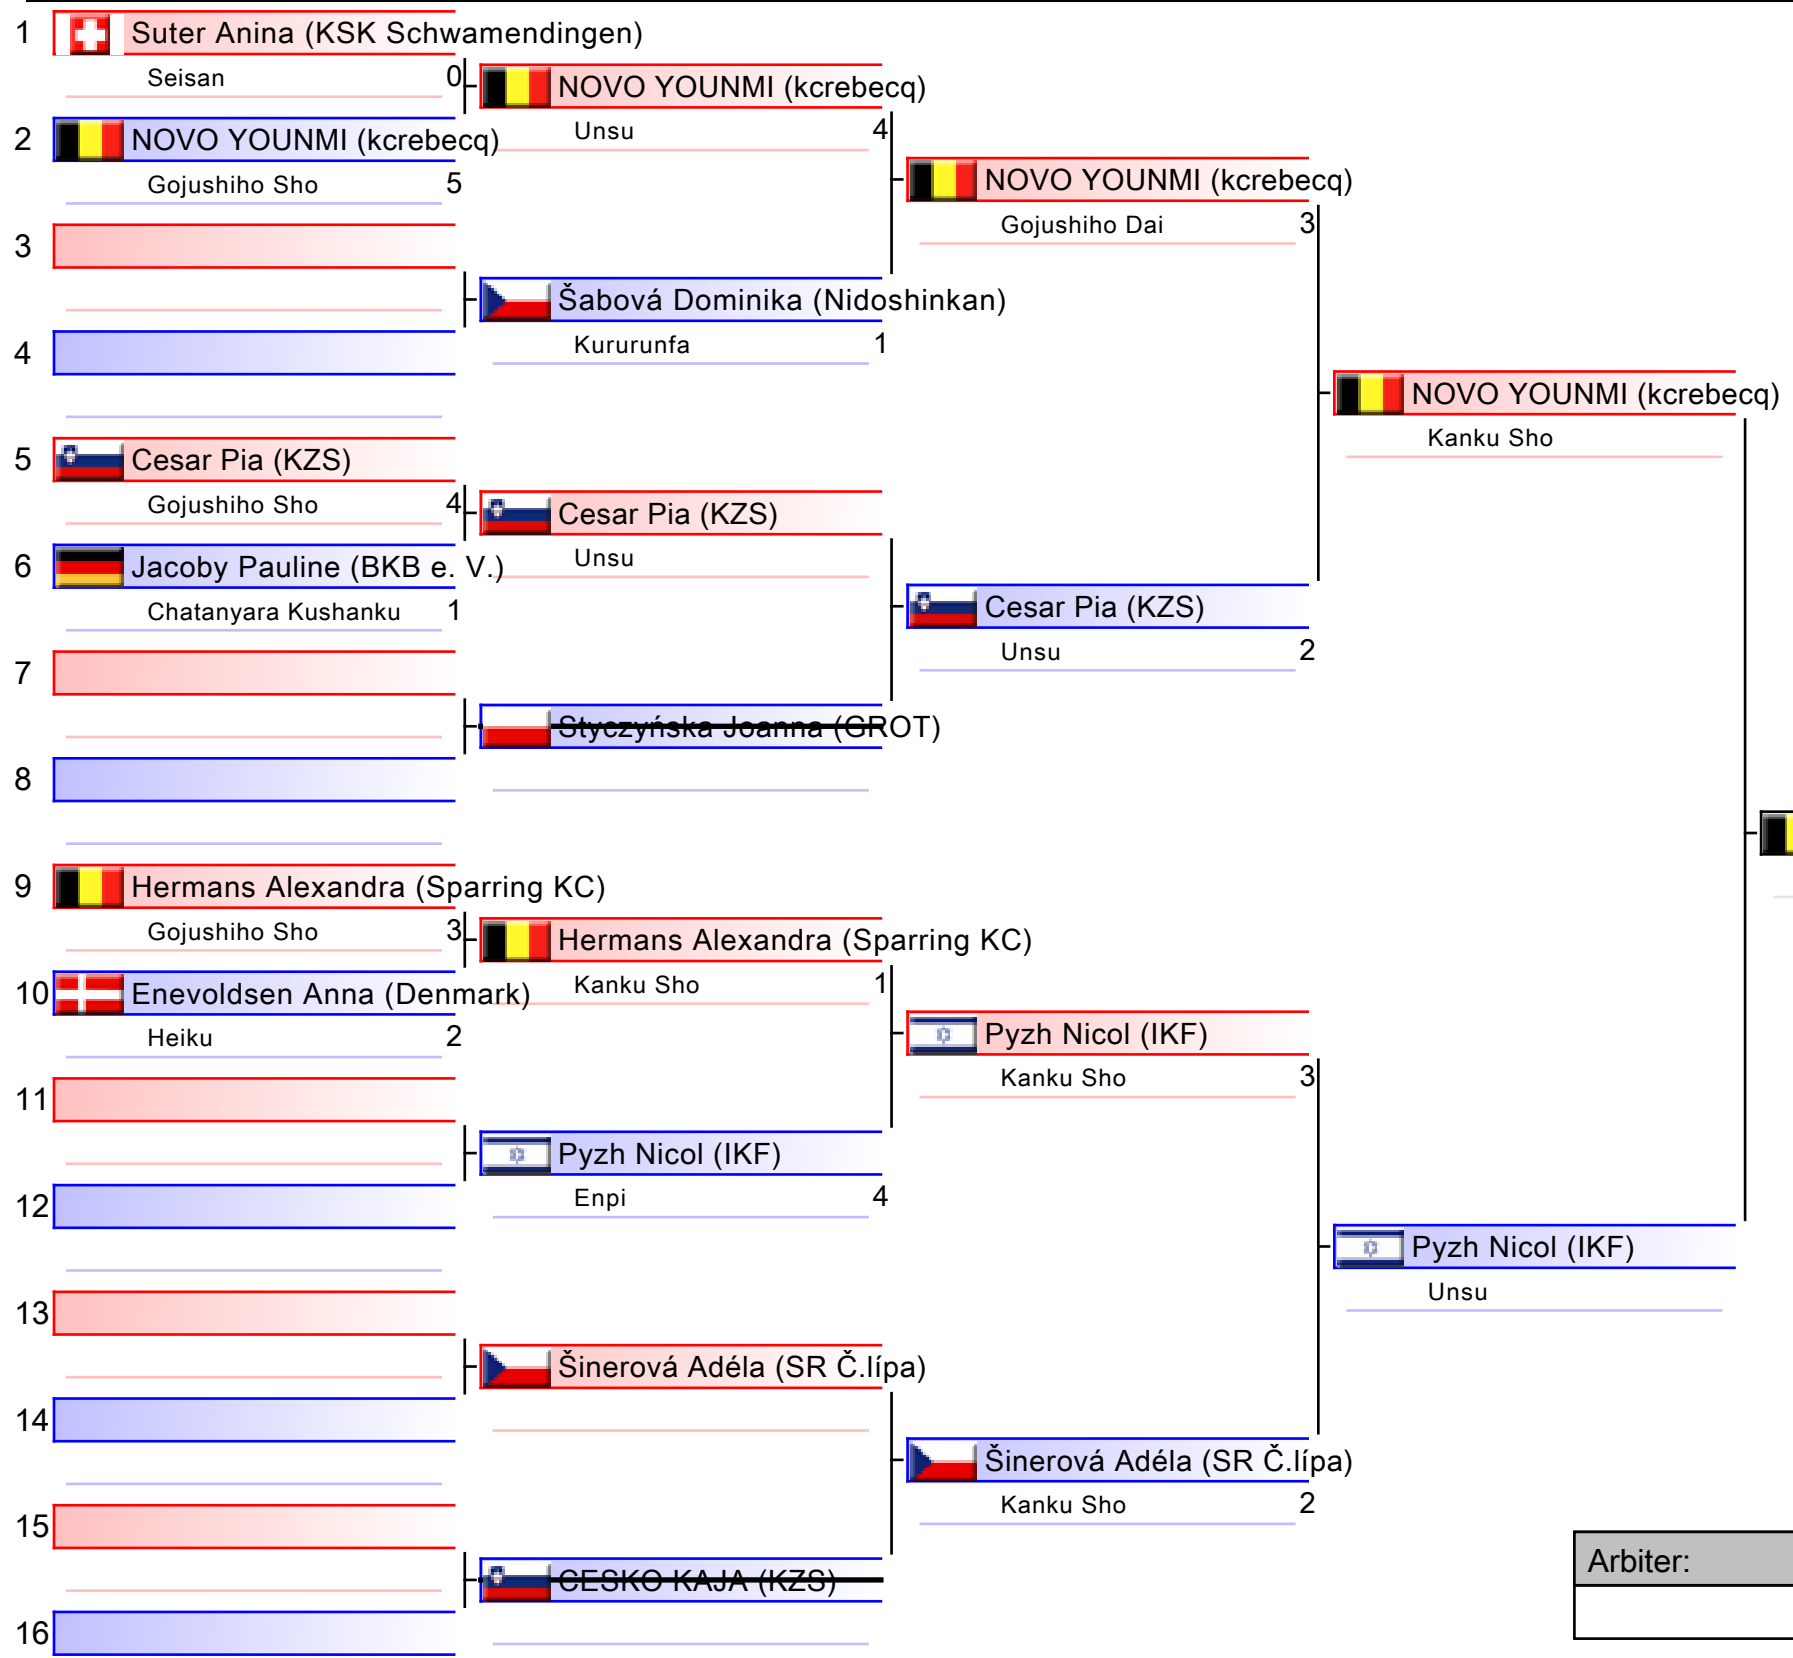 1 Suter Anina (KSK Schwamendingen)
Seisan 0
2 NOVO YOUNMI (kcrebecq)
Gojushiho Sho 5
3
4
5 Cesar Pia (KZS)
Gojushiho Sho 4
6 Jacoby Pauline (BKB e. V.)
Chatanyara Kushanku 1
7
8
9 Hermans Alexandra (Sparring KC)
Gojushiho Sho 3
10 Enevoldsen Anna (Denmark)
Heiku 2
11
12
13
14
15
16
NOVO YOUNMI (kcrebecq)
Unsu 4
Šabová Dominika (Nidoshinkan)
Kururunfa 1
Cesar Pia (KZS)
Unsu
Styczyńska Joanna (GROT)
Hermans Alexandra (Sparring KC)
Kanku Sho 1
Pyzh Nicol (IKF)
Enpi 4
Šinerová Adéla (SR Č.lípa)
CESKO KAJA (KZS)
NOVO YOUNMI (kcrebecq)
Gojushiho Dai 3
Cesar Pia (KZS)
Unsu 2
Pyzh Nicol (IKF)
Kanku Sho 3
Šinerová Adéla (SR Č.lípa)
Kanku Sho 2
NOVO YOUNMI (kcrebecq)
Kanku Sho
Pyzh Nicol (IKF)
Unsu
Arbiter: